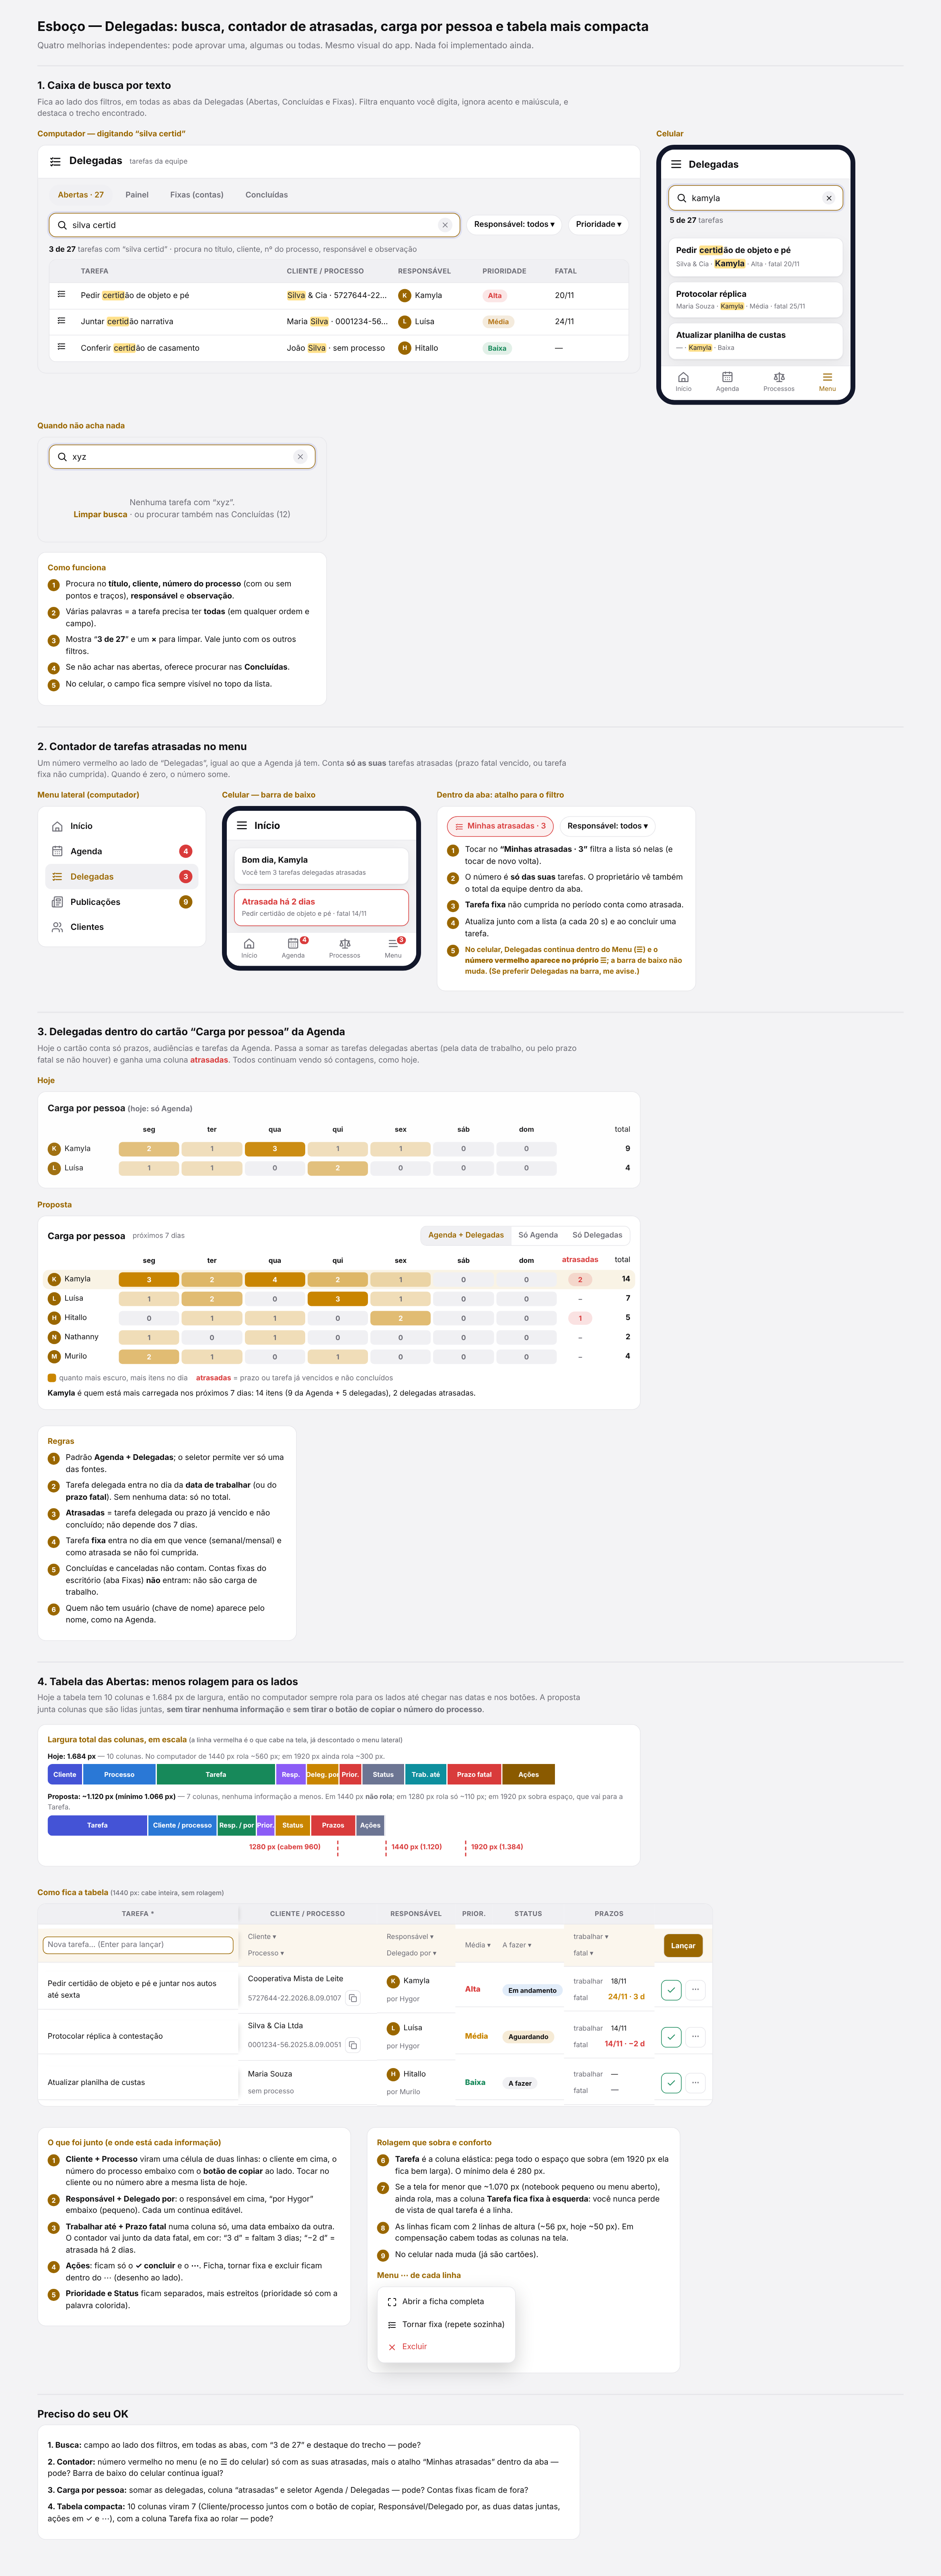 Esboço — Delegadas: busca, contador de atrasadas, carga por pessoa e tabela mais compacta
Quatro melhorias independentes: pode aprovar uma, algumas ou todas. Mesmo visual do app. Nada foi implementado ainda.
1. Caixa de busca por texto
Fica ao lado dos filtros, em todas as abas da Delegadas (Abertas, Concluídas e Fixas). Filtra enquanto você digita, ignora acento e maiúscula, e
destaca o trecho encontrado.
Computador — digitando “silva certid”
Delegadas tarefas da equipe
Abertas · 27 Painel Fixas (contas) Concluídas
silva certid × Responsável: todos ▾ Prioridade ▾
3 de 27 tarefas com “silva certid” · procura no título, cliente, nº do processo, responsável e observação
TAREFA CLIENTE / PROCESSO RESPONSÁVEL PRIORIDADE FATAL
Pedir certidão de objeto e pé Silva & Cia · 5727644-22... K Kamyla Alta 20/11
Juntar certidão narrativa Maria Silva · 0001234-56... L Luísa Média 24/11
Conferir certidão de casamento João Silva · sem processo H Hitallo Baixa —
Celular
Delegadas
kamyla ×
5 de 27 tarefas
Pedir certidão de objeto e pé
Silva & Cia · Kamyla · Alta · fatal 20/11
Protocolar réplica
Maria Souza · Kamyla · Média · fatal 25/11
Atualizar planilha de custas
— · Kamyla · Baixa
Início Agenda Processos Menu
Quando não acha nada
xyz ×
Nenhuma tarefa com “xyz”.
Limpar busca · ou procurar também nas Concluídas (12)
Como funciona
1 Procura no título, cliente, número do processo (com ou sem
pontos e traços), responsável e observação.
2 Várias palavras = a tarefa precisa ter todas (em qualquer ordem e
campo).
3 Mostra “3 de 27” e um × para limpar. Vale junto com os outros
filtros.
4 Se não achar nas abertas, oferece procurar nas Concluídas.
5 No celular, o campo fica sempre visível no topo da lista.
2. Contador de tarefas atrasadas no menu
Um número vermelho ao lado de “Delegadas”, igual ao que a Agenda já tem. Conta só as suas tarefas atrasadas (prazo fatal vencido, ou tarefa
fixa não cumprida). Quando é zero, o número some.
Menu lateral (computador)
Início
Agenda 4
Delegadas 3
Publicações 9
Clientes
Celular — barra de baixo
Início
Bom dia, Kamyla
Você tem 3 tarefas delegadas atrasadas
Atrasada há 2 dias
Pedir certidão de objeto e pé · fatal 14/11
4 3
Início Agenda Processos Menu
Dentro da aba: atalho para o filtro
Minhas atrasadas · 3 Responsável: todos ▾
1 Tocar no “Minhas atrasadas · 3” filtra a lista só nelas (e
tocar de novo volta).
2 O número é só das suas tarefas. O proprietário vê também
o total da equipe dentro da aba.
3 Tarefa fixa não cumprida no período conta como atrasada.
4 Atualiza junto com a lista (a cada 20 s) e ao concluir uma
tarefa.
5 No celular, Delegadas continua dentro do Menu (☰) e o
número vermelho aparece no próprio ☰; a barra de baixo não
muda. (Se preferir Delegadas na barra, me avise.)
3. Delegadas dentro do cartão “Carga por pessoa” da Agenda
Hoje o cartão conta só prazos, audiências e tarefas da Agenda. Passa a somar as tarefas delegadas abertas (pela data de trabalho, ou pelo prazo
fatal se não houver) e ganha uma coluna atrasadas. Todos continuam vendo só contagens, como hoje.
Hoje
Carga por pessoa (hoje: só Agenda)
seg ter qua qui sex sáb dom total
K Kamyla 2 1 3 1 1 0 0 9
L Luísa 1 1 0 2 0 0 0 4
Proposta
Carga por pessoa próximos 7 dias Agenda + Delegadas Só Agenda Só Delegadas
seg ter qua qui sex sáb dom atrasadas total
K Kamyla 3 2 4 2 1 0 0 2 14
L Luísa 1 2 0 3 1 0 0 – 7
H Hitallo 0 1 1 0 2 0 0 1 5
N Nathanny 1 0 1 0 0 0 0 – 2
M Murilo 2 1 0 1 0 0 0 – 4
quanto mais escuro, mais itens no dia atrasadas = prazo ou tarefa já vencidos e não concluídos
Kamyla é quem está mais carregada nos próximos 7 dias: 14 itens (9 da Agenda + 5 delegadas), 2 delegadas atrasadas.
Regras
1 Padrão Agenda + Delegadas; o seletor permite ver só uma
das fontes.
2 Tarefa delegada entra no dia da data de trabalhar (ou do
prazo fatal). Sem nenhuma data: só no total.
3 Atrasadas = tarefa delegada ou prazo já vencido e não
concluído; não depende dos 7 dias.
4 Tarefa fixa entra no dia em que vence (semanal/mensal) e
como atrasada se não foi cumprida.
5 Concluídas e canceladas não contam. Contas fixas do
escritório (aba Fixas) não entram: não são carga de
trabalho.
6 Quem não tem usuário (chave de nome) aparece pelo
nome, como na Agenda.
4. Tabela das Abertas: menos rolagem para os lados
Hoje a tabela tem 10 colunas e 1.684 px de largura, então no computador sempre rola para os lados até chegar nas datas e nos botões. A proposta
junta colunas que são lidas juntas, sem tirar nenhuma informação e sem tirar o botão de copiar o número do processo.
Largura total das colunas, em escala (a linha vermelha é o que cabe na tela, já descontado o menu lateral)
Hoje: 1.684 px — 10 colunas. No computador de 1440 px rola ~560 px; em 1920 px ainda rola ~300 px.
Cliente Processo Tarefa Resp. Deleg. por Prior. Status Trab. até Prazo fatal Ações
Proposta: ~1.120 px (mínimo 1.066 px) — 7 colunas, nenhuma informação a menos. Em 1440 px não rola; em 1280 px rola só ~110 px; em 1920 px sobra espaço, que vai para a
Tarefa.
Tarefa Cliente / processo Resp. / por Prior. Status Prazos Ações
1280 px (cabem 960) 1440 px (1.120) 1920 px (1.384)
Como fica a tabela (1440 px: cabe inteira, sem rolagem)
TAREFA * CLIENTE / PROCESSO RESPONSÁVEL PRIOR. STATUS PRAZOS
Nova tarefa... (Enter para lançar) Cliente ▾ Responsável ▾ Média ▾ A fazer ▾ trabalhar ▾ Lançar
Processo ▾ Delegado por ▾ fatal ▾
Pedir certidão de objeto e pé e juntar nos autos
até sexta
Cooperativa Mista de Leite K Kamyla Alta Em andamento trabalhar 18/11 ✓ ···
5727644-22.2026.8.09.0107 por Hygor fatal 24/11 · 3 d
Protocolar réplica à contestação Silva & Cia Ltda L Luísa Média Aguardando trabalhar 14/11 ✓ ···
0001234-56.2025.8.09.0051 por Hygor fatal 14/11 · −2 d
Atualizar planilha de custas Maria Souza H Hitallo Baixa A fazer trabalhar — ✓ ···
sem processo por Murilo fatal —
O que foi junto (e onde está cada informação)
1 Cliente + Processo viram uma célula de duas linhas: o cliente em cima, o
número do processo embaixo com o botão de copiar ao lado. Tocar no
cliente ou no número abre a mesma lista de hoje.
2 Responsável + Delegado por: o responsável em cima, “por Hygor”
embaixo (pequeno). Cada um continua editável.
3 Trabalhar até + Prazo fatal numa coluna só, uma data embaixo da outra.
O contador vai junto da data fatal, em cor: “3 d” = faltam 3 dias; “−2 d” =
atrasada há 2 dias.
4 Ações: ficam só o ✓ concluir e o ···. Ficha, tornar fixa e excluir ficam
dentro do ··· (desenho ao lado).
5 Prioridade e Status ficam separados, mais estreitos (prioridade só com a
palavra colorida).
Rolagem que sobra e conforto
6 Tarefa é a coluna elástica: pega todo o espaço que sobra (em 1920 px ela
fica bem larga). O mínimo dela é 280 px.
7 Se a tela for menor que ~1.070 px (notebook pequeno ou menu aberto),
ainda rola, mas a coluna Tarefa fica fixa à esquerda: você nunca perde
de vista de qual tarefa é a linha.
8 As linhas ficam com 2 linhas de altura (~56 px, hoje ~50 px). Em
compensação cabem todas as colunas na tela.
9 No celular nada muda (já são cartões).
Menu ··· de cada linha
Abrir a ficha completa
Tornar fixa (repete sozinha)
Excluir
Preciso do seu OK
1. Busca: campo ao lado dos filtros, em todas as abas, com “3 de 27” e destaque do trecho — pode?
2. Contador: número vermelho no menu (e no ☰ do celular) só com as suas atrasadas, mais o atalho “Minhas atrasadas” dentro da aba —
pode? Barra de baixo do celular continua igual?
3. Carga por pessoa: somar as delegadas, coluna “atrasadas” e seletor Agenda / Delegadas — pode? Contas fixas ficam de fora?
4. Tabela compacta: 10 colunas viram 7 (Cliente/processo juntos com o botão de copiar, Responsável/Delegado por, as duas datas juntas,
ações em ✓ e ···), com a coluna Tarefa fixa ao rolar — pode?